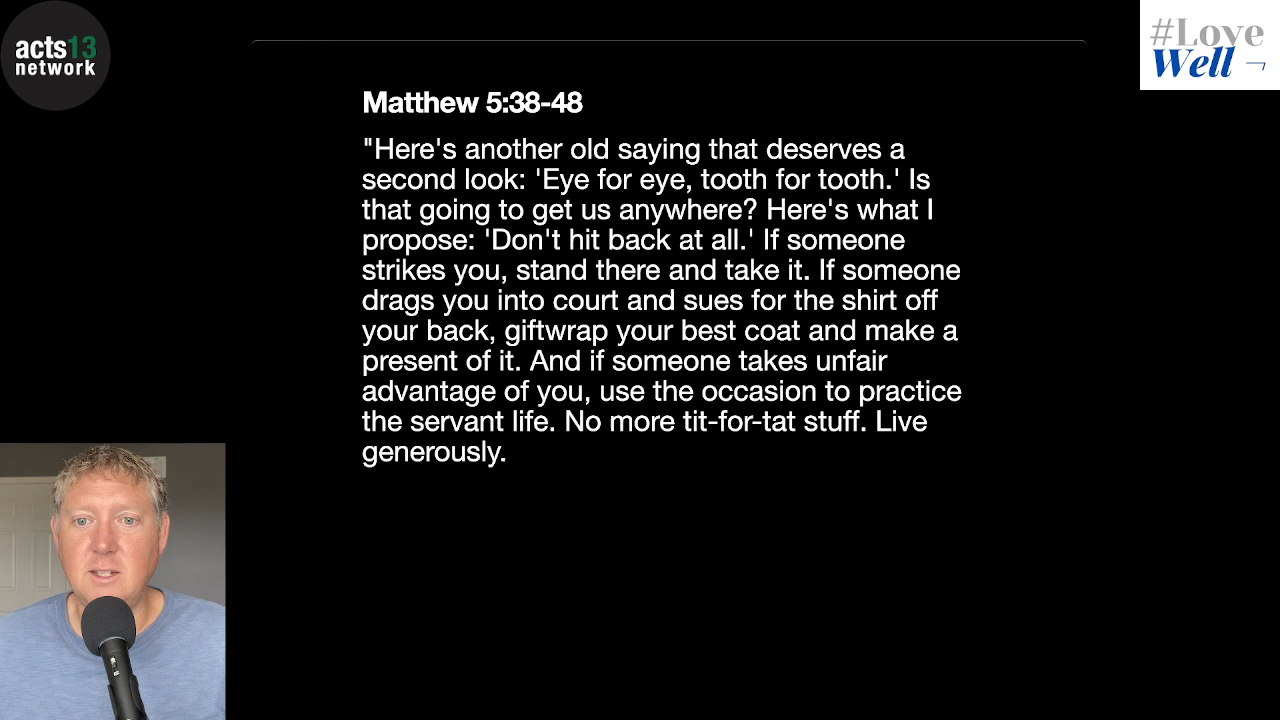 acts13
network
#Love
Well
Matthew 5:38-48
"Here's another old saying that deserves a
second look: 'Eye for eye, tooth for tooth.' Is
that going to get us anywhere? Here's what I
propose: 'Don't hit back at all.' If someone
strikes you, stand there and take it. If someone
drags you into court and sues for the shirt off
your back, giftwrap your best coat and make a
present of it. And if someone takes unfair
advantage of you, use the occasion to practice
the servant life. No more tit-for-tat stuff. Live
generously.